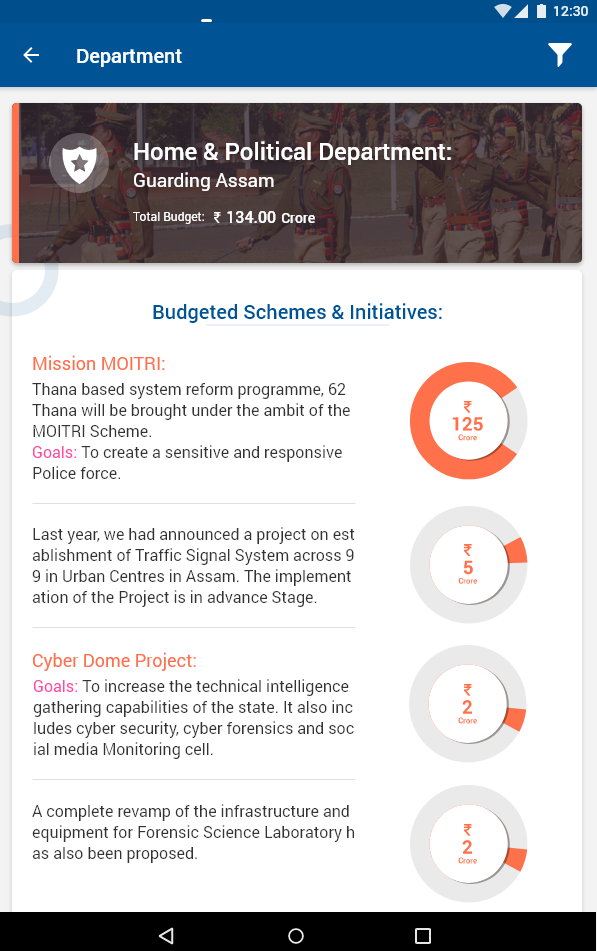 12:30
Department
Home & Political Department:
Guarding Assam
Total Budget: ₹ 134.00 Crore
Budgeted Schemes & Initiatives:
Mission MOITRI:
Thana based system reform programme, 62
Thana will be brought under the ambit of the
MOITRI Scheme.
Goals: To create a sensitive and responsive
Police force.
₹
125
Crore
Last year, we had announced a project on est
ablishment of Traffic Signal System across 9
9 in Urban Centres in Assam. The implement
ation of the Project is in advance Stage.
₹
5
Crore
Cyber Dome Project:
Goals: To increase the technical intelligence
gathering capabilities of the state. It also inc
ludes cyber security, cyber forensics and soc
ial media Monitoring cell.
₹
2
Crore
A complete revamp of the infrastructure and
equipment for Forensic Science Laboratory h
as also been proposed.
₹
2
Crore